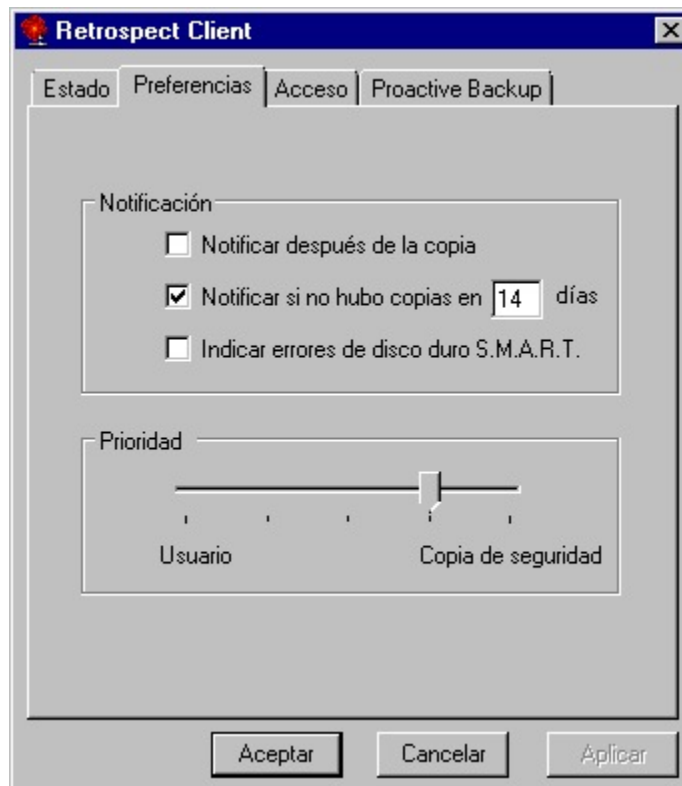 Retrospect Client
Estado Preferencias Acceso Proactive Backup
Notificación
Notificar después de la copia
Notificar si no hubo copias en 14 días
Indicar errores de disco duro S.M.A.R.T.
Prioridad
Usuario Copia de seguridad
Aceptar Cancelar Aplicar